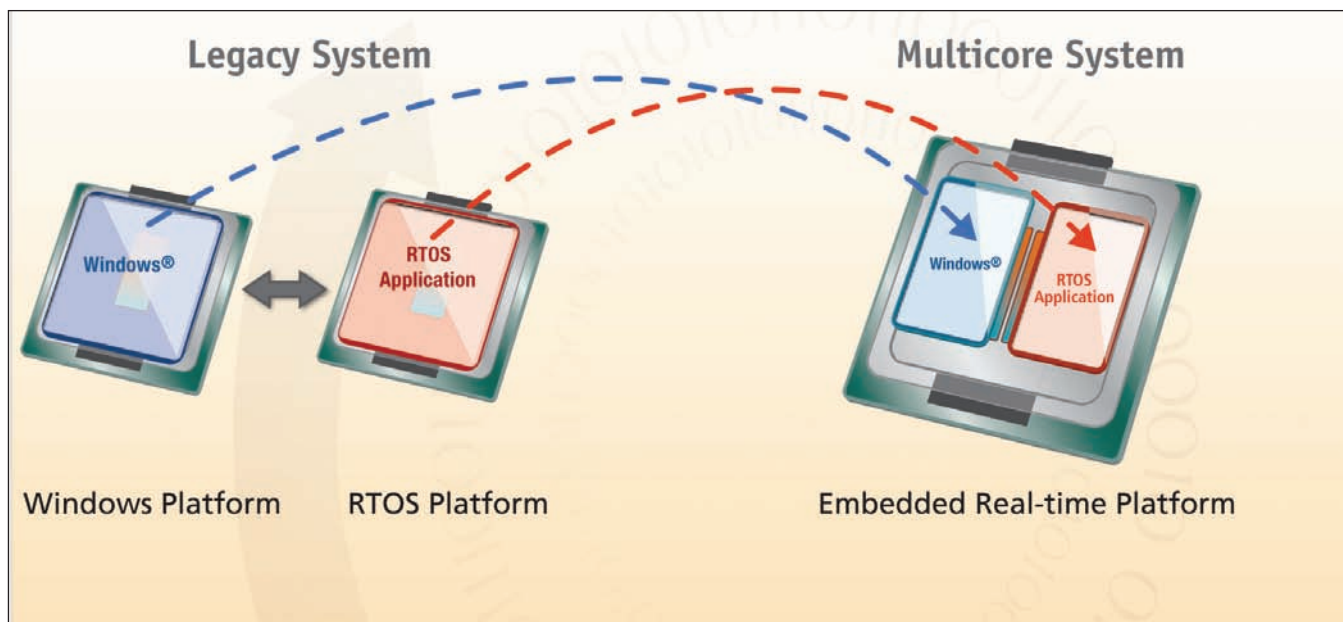 Legacy System
Multicore System
Windows®
RTOS
Application
Windows®
RTOS
Application
Windows Platform
RTOS Platform
Embedded Real-time Platform